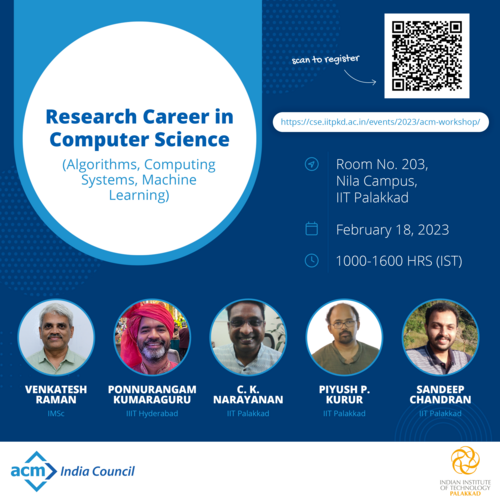 scan to register
https://cse.iitpkd.ac.in/events/2023/acm-workshop/
Research Career in
Computer Science
(Algorithms, Computing
Systems, Machine
Learning)
Room No. 203,
Nila Campus,
IIT Palakkad
February 18, 2023
1000-1600 HRS (IST)
VENKATESH
RAMAN
IMSc
PONNURANGAM
KUMARAGURU
IIIT Hyderabad
C. K.
NARAYANAN
IIT Palakkad
PIYUSH P.
KURUR
IIT Palakkad
SANDEEP
CHANDRAN
IIT Palakkad
acm India Council
INDIAN INSTITUTE
OF TECHNOLOGY
PALAKKAD